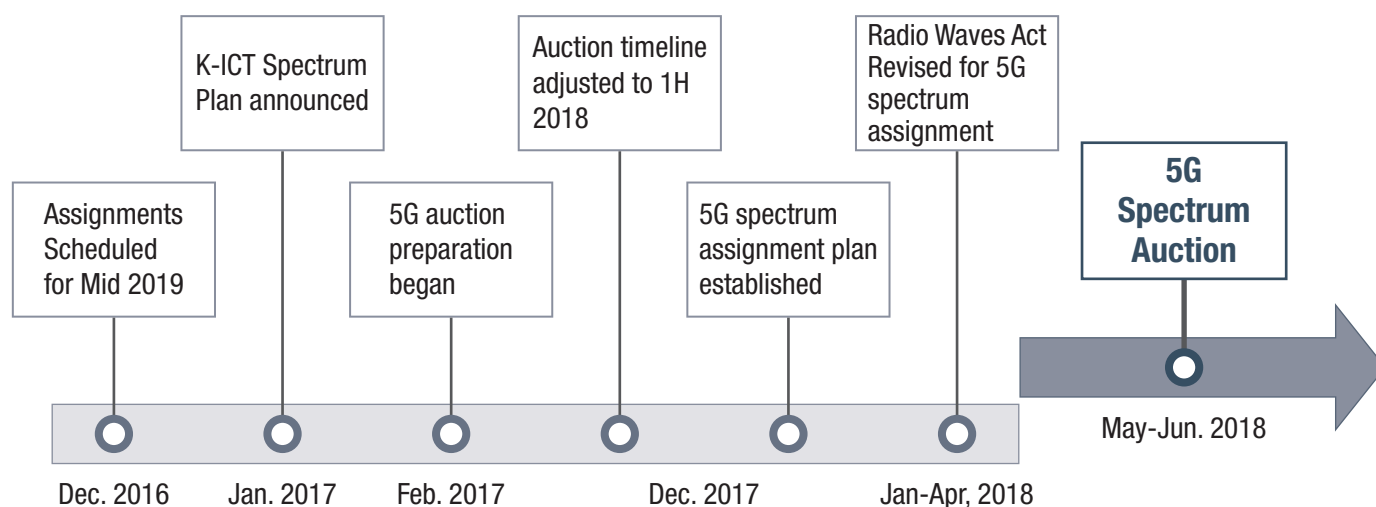 Assignments
Scheduled
for Mid 2019
K-ICT Spectrum
Plan announced
5G auction
preparation
began
Auction timeline
adjusted to 1H
2018
5G spectrum
assignment plan
established
Radio Waves Act
Revised for 5G
spectrum
assignment
5G
Spectrum
Auction
Dec. 2016
Jan. 2017
Feb. 2017
Dec. 2017
Jan-Apr, 2018
May-Jun. 2018